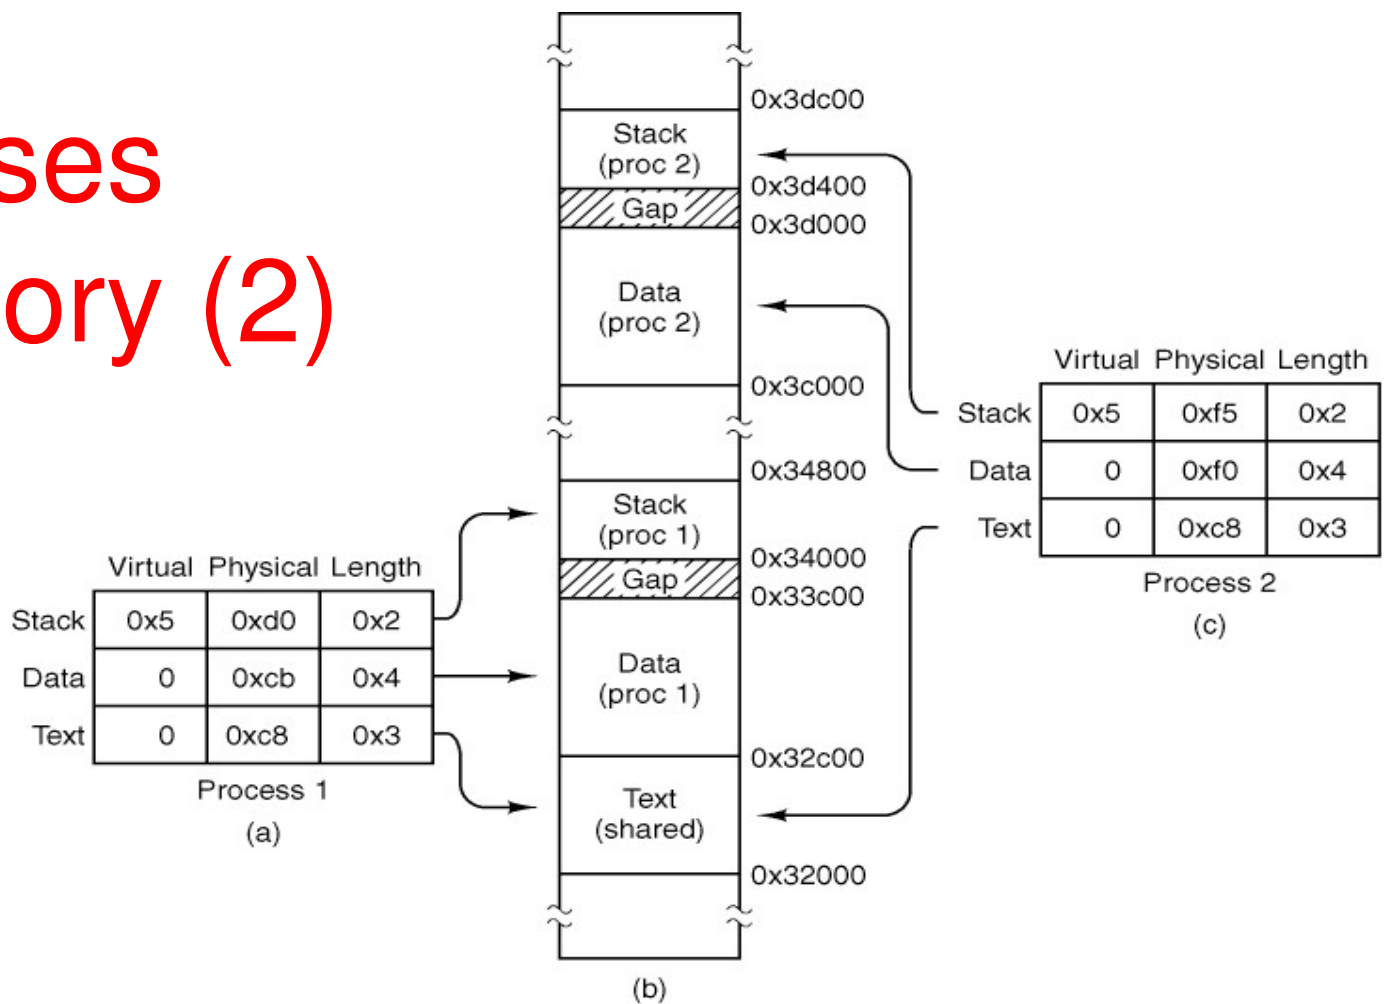 ses
ory (2)
0x3dc00
Stack
(proc 2)
0x3d400
Gap
0x3d000
Data
(proc 2)
0x3c000
0x34800
Stack
(proc 1)
0x34000
Gap
0x33c00
Data
(proc 1)
0x32c00
Text
(shared)
0x32000
(b)
Virtual Physical Length
Stack 0x5 0xd0 0x2
Data 0 0xcb 0x4
Text 0 0xc8 0x3
Process 1
(a)
Virtual Physical Length
Stack 0x5 0xf5 0x2
Data 0 0xf0 0x4
Text 0 0xc8 0x3
Process 2
(c)